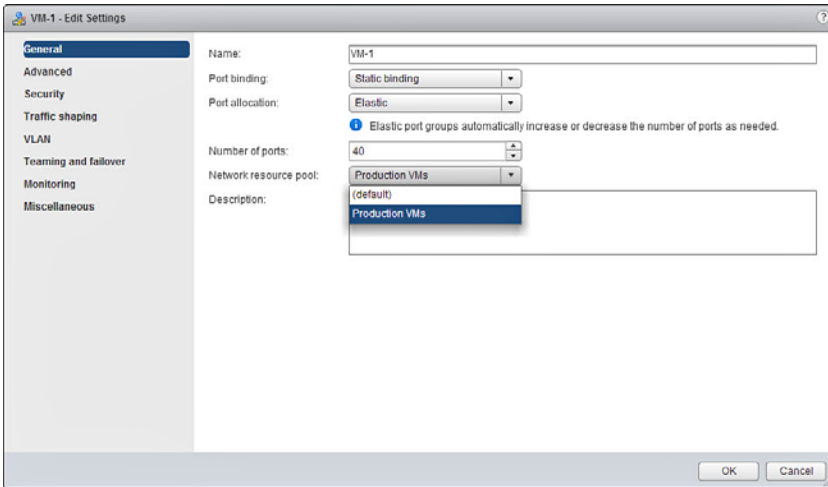 VM-1 - Edit Settings
?
General
Advanced
Security
Traffic shaping
VLAN
Teaming and failover
Monitoring
Miscellaneous
Name: VM-1
Port binding: Static binding
Port allocation: Elastic
Elastic port groups automatically increase or decrease the number of ports as needed.
Number of ports: 40
Network resource pool: Production VMs
Description: (default)
Production VMs
OK Cancel